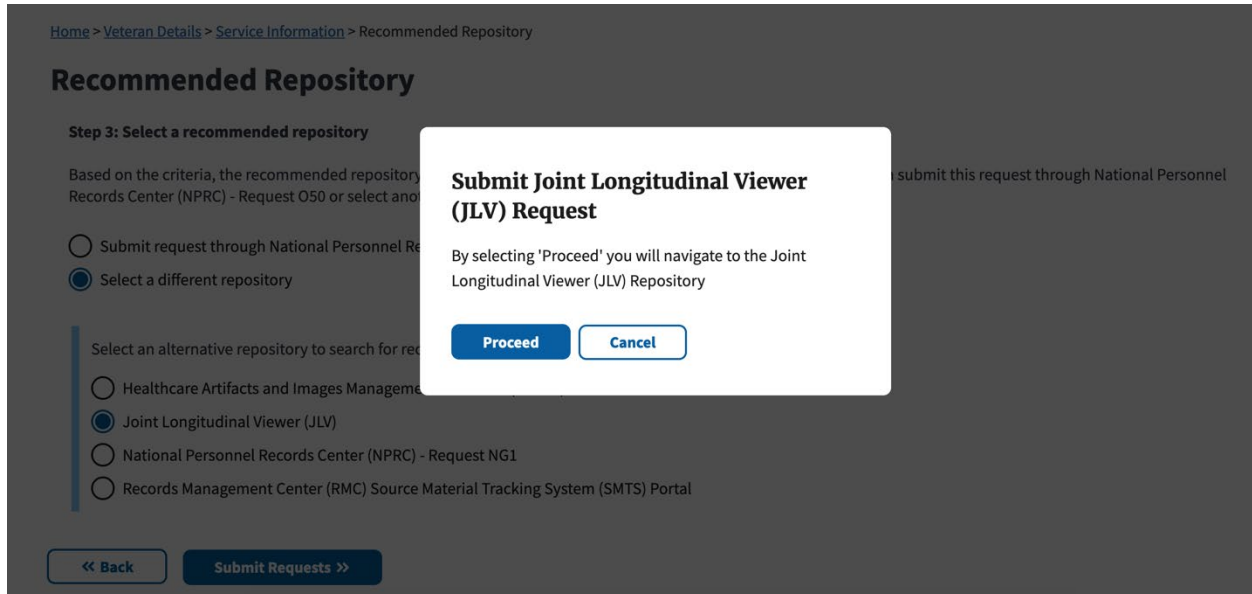 Home > Veteran Details > Service Information > Recommended Repository
Recommended Repository
Step 3: Select a recommended repository
Based on the criteria, the recommended repository submit this request through National Personnel
Records Center (NPRC) - Request O50 or select
Submit request through National Personnel
Select a different repository
Select an alternative repository to search for
Healthcare Artifacts and Images
Joint Longitudinal Viewer (JLV)
National Personnel Records Center (NPRC) - Request NG1
Records Management Center (RMC) Source Material Tracking System (SMTS) Portal
« Back
Submit Requests »
Submit Joint Longitudinal Viewer
(JLV) Request
By selecting 'Proceed' you will navigate to the Joint
Longitudinal Viewer (JLV) Repository
Proceed
Cancel